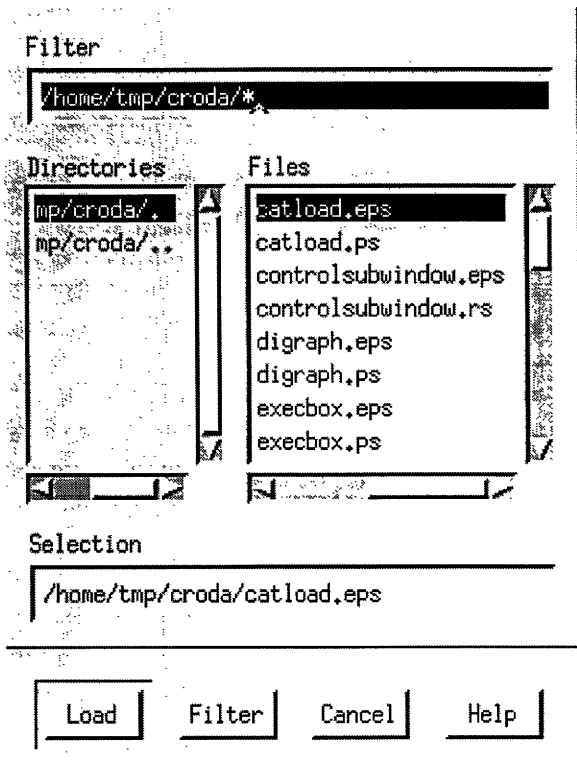 Filter
/home/tmp/croda/*
Directories
mp/croda/.
mp/croda/..
Files
catload.eps
catload.ps
controlsubwindow.eps
controlsubwindow.rs
digraph.eps
digraph.ps
execbox.eps
execbox.ps
Selection
/home/tmp/croda/catload.eps
Load
Filter
Cancel
Help